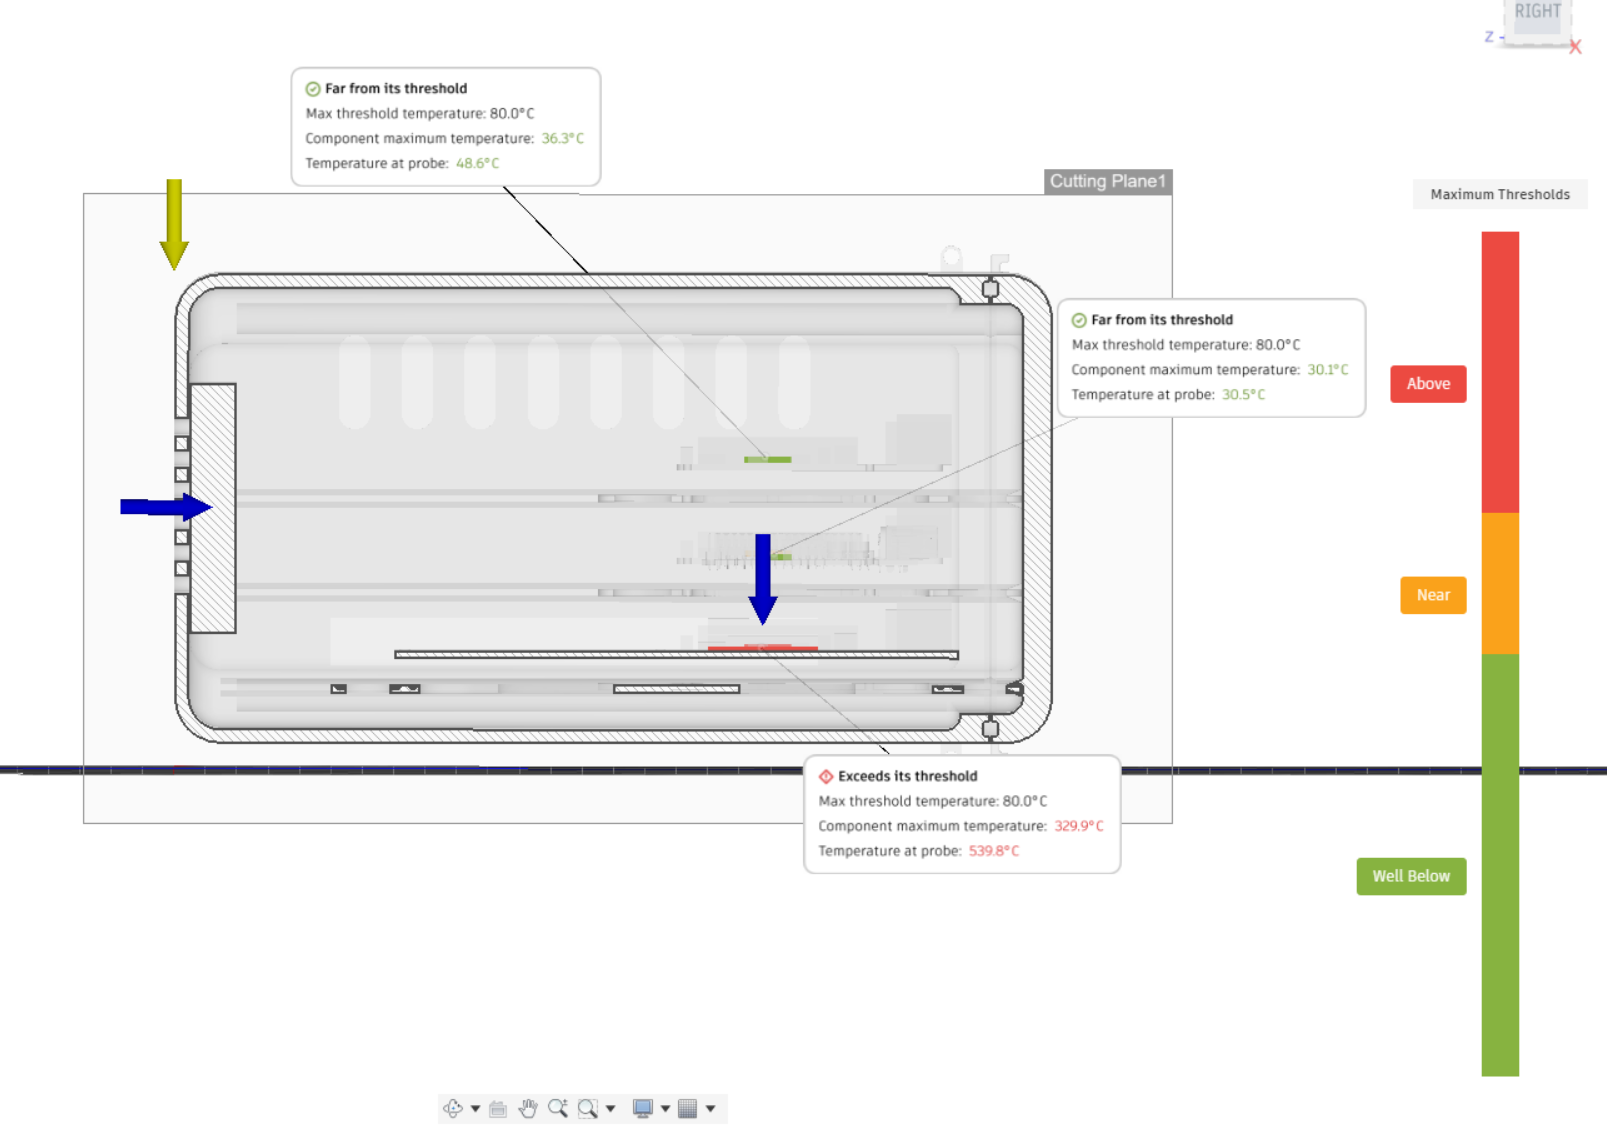 RIGHT
Z
X
Far from its threshold
Max threshold temperature: 80.0°C
Component maximum temperature: 36.3°C
Temperature at probe: 48.6°C
Cutting Plane1
Maximum Thresholds
Far from its threshold
Max threshold temperature: 80.0°C
Component maximum temperature: 30.1°C
Temperature at probe: 30.5°C
Above
Near
Exceeds its threshold
Max threshold temperature: 80.0°C
Component maximum temperature: 329.9°C
Temperature at probe: 539.8°C
Well Below